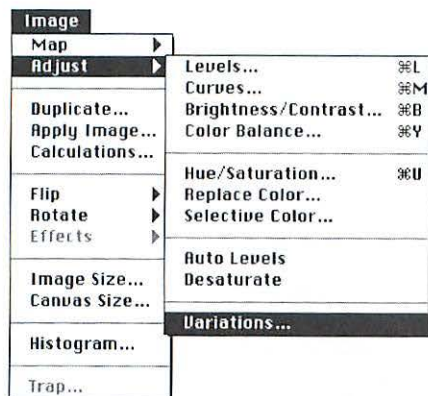 Image
Map
Adjust
Duplicate...
Apply Image...
Calculations...
Flip
Rotate
Effects
Image Size...
Canvas Size...
Histogram...
Trap...
Levels... ⌘L
Curves... ⌘M
Brightness/Contrast... ⌘B
Color Balance... ⌘Y
Hue/Saturation... ⌘U
Replace Color...
Selective Color...
Auto Levels
Desaturate
Variations...